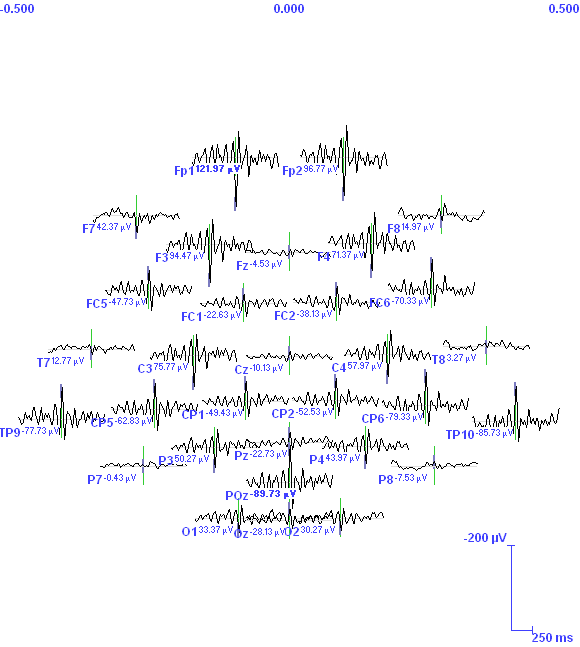 -0.500 0.000 0.500
Fp1 121.97 µV Fp2 96.77 µV
F7 42.37 µV F8 14.97 µV
F3 94.47 µV Fz -4.53 µV F4 71.37 µV
FC5 -47.73 µV FC1 -22.63 µV FC2 -38.13 µV FC6 -70.33 µV
T7 12.77 µV C3 75.77 µV Cz -10.13 µV C4 57.97 µV T8 3.27 µV
TP9 -77.73 µV CP5 -62.83 µV CP1 -49.43 µV CP2 -52.53 µV CP6 -79.33 µV TP10 -85.73 µV
P7 -0.43 µV P3 50.27 µV Pz -22.73 µV P4 43.97 µV P8 -7.53 µV
POz -89.73 µV
O1 33.37 µV Oz -28.13 µV O2 30.27 µV
-200 µV
250 ms